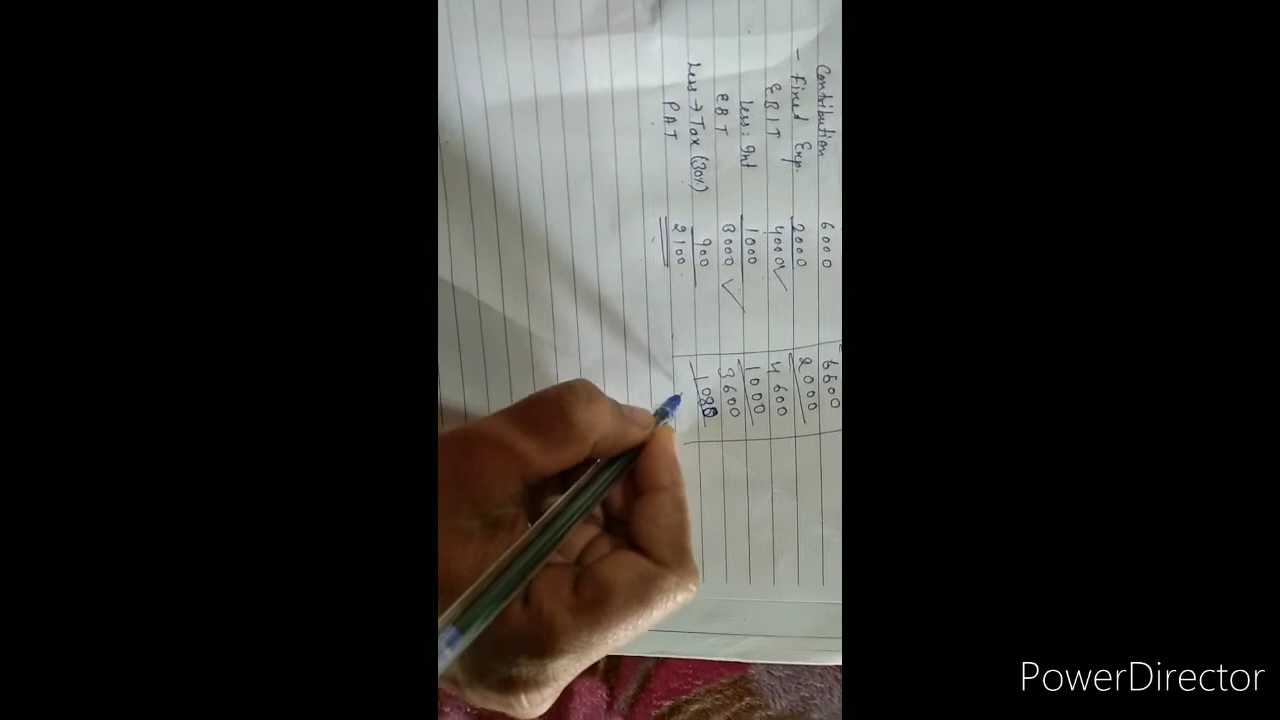 Contribution 6000 6600
- Fixed Exp. 2000 2000
EBIT 4000 4600
Less: Int 1000 1000
EBT 3000 3600
Less → Tax (30%) 900 1080
PAT 2100
PowerDirector